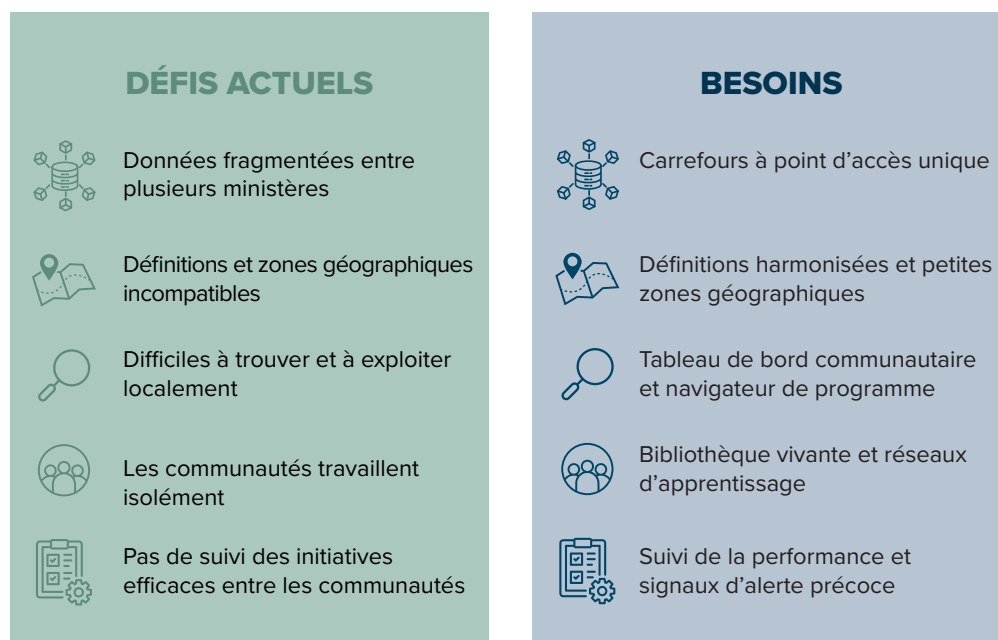 DÉFIS ACTUELS
Données fragmentées entre
plusieurs ministères
Définitions et zones géographiques
incompatibles
Difficiles à trouver et à exploiter
localement
Les communautés travaillent
isolément
Pas de suivi des initiatives
efficaces entre les communautés
BESOINS
Carrefours à point d’accès unique
Définitions harmonisées et petites
zones géographiques
Tableau de bord communautaire
et navigateur de programme
Bibliothèque vivante et réseaux
d’apprentissage
Suivi de la performance et
signaux d’alerte précoce